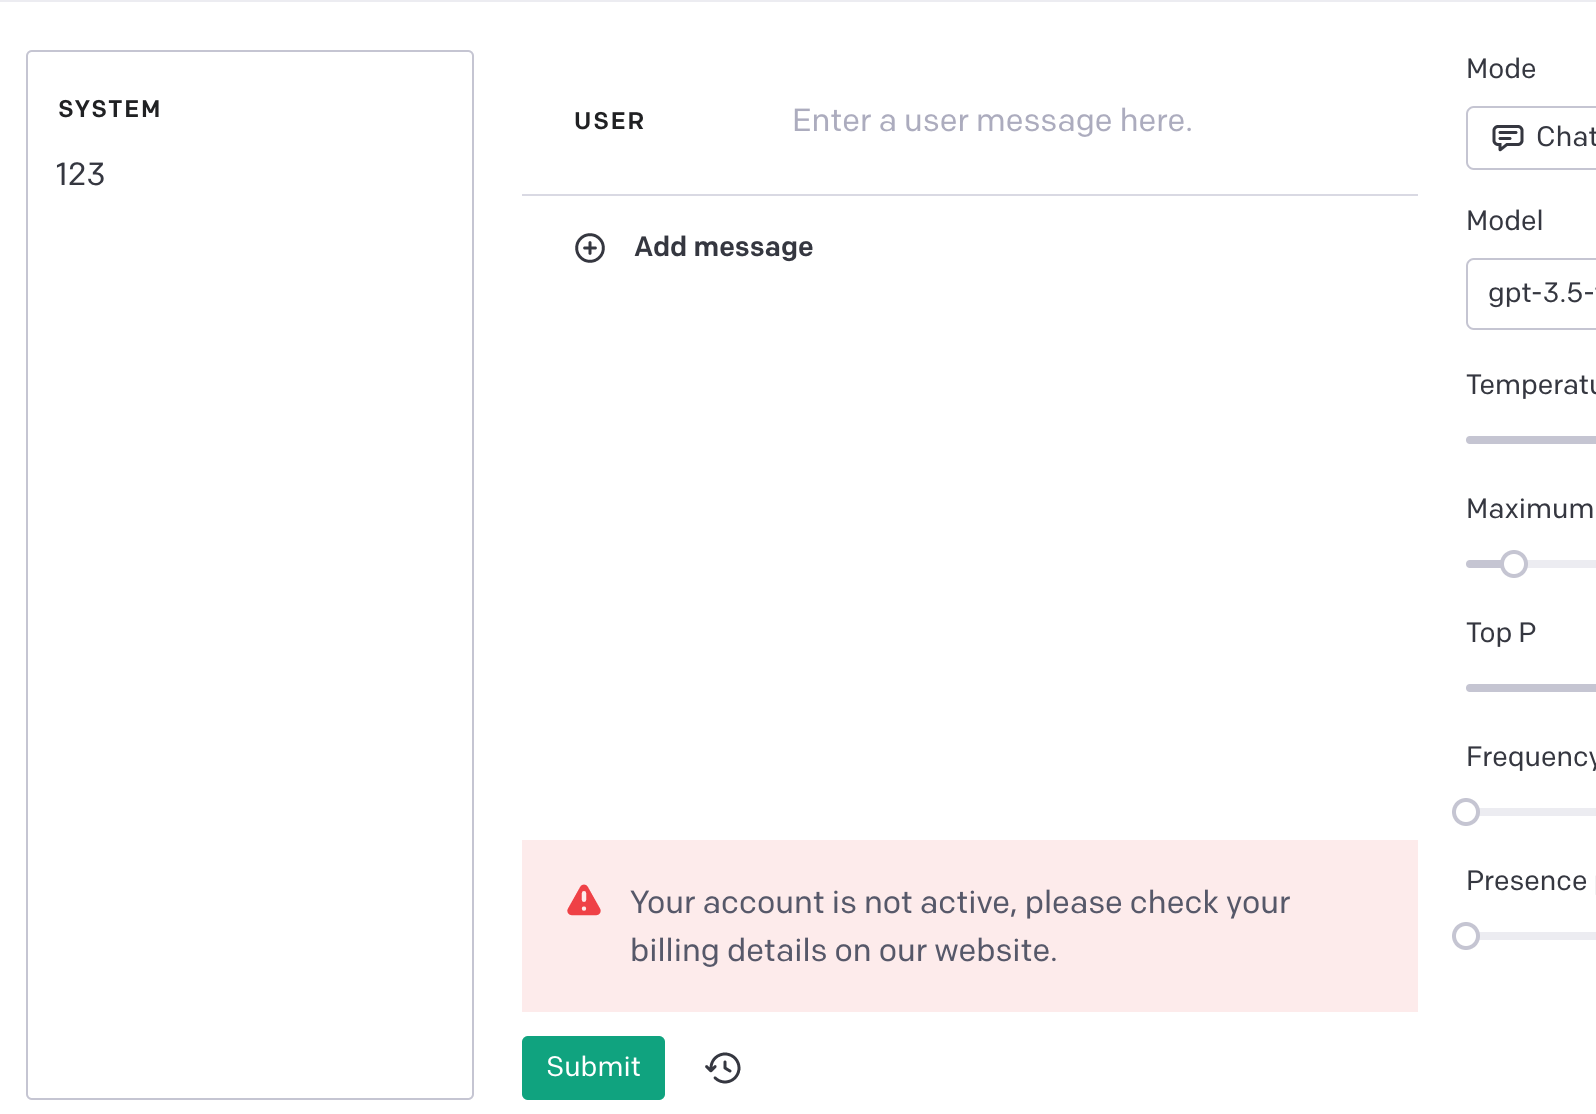 SYSTEM
123
USER
Enter a user message here.
Add message
Your account is not active, please check your
billing details on our website.
Submit
Mode
Chat
Model
gpt-3.5-
Temperatu
Maximum
Top P
Frequency
Presence